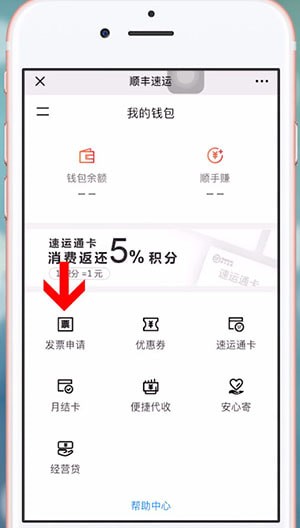 顺丰速运
我的钱包
钱包余额
顺手赚
-- --
速运通卡
消费返还5%积分
=1元
速运通卡
发票申请
优惠券
速运通卡
月结卡
便捷代收
安心寄
经营贷
帮助中心